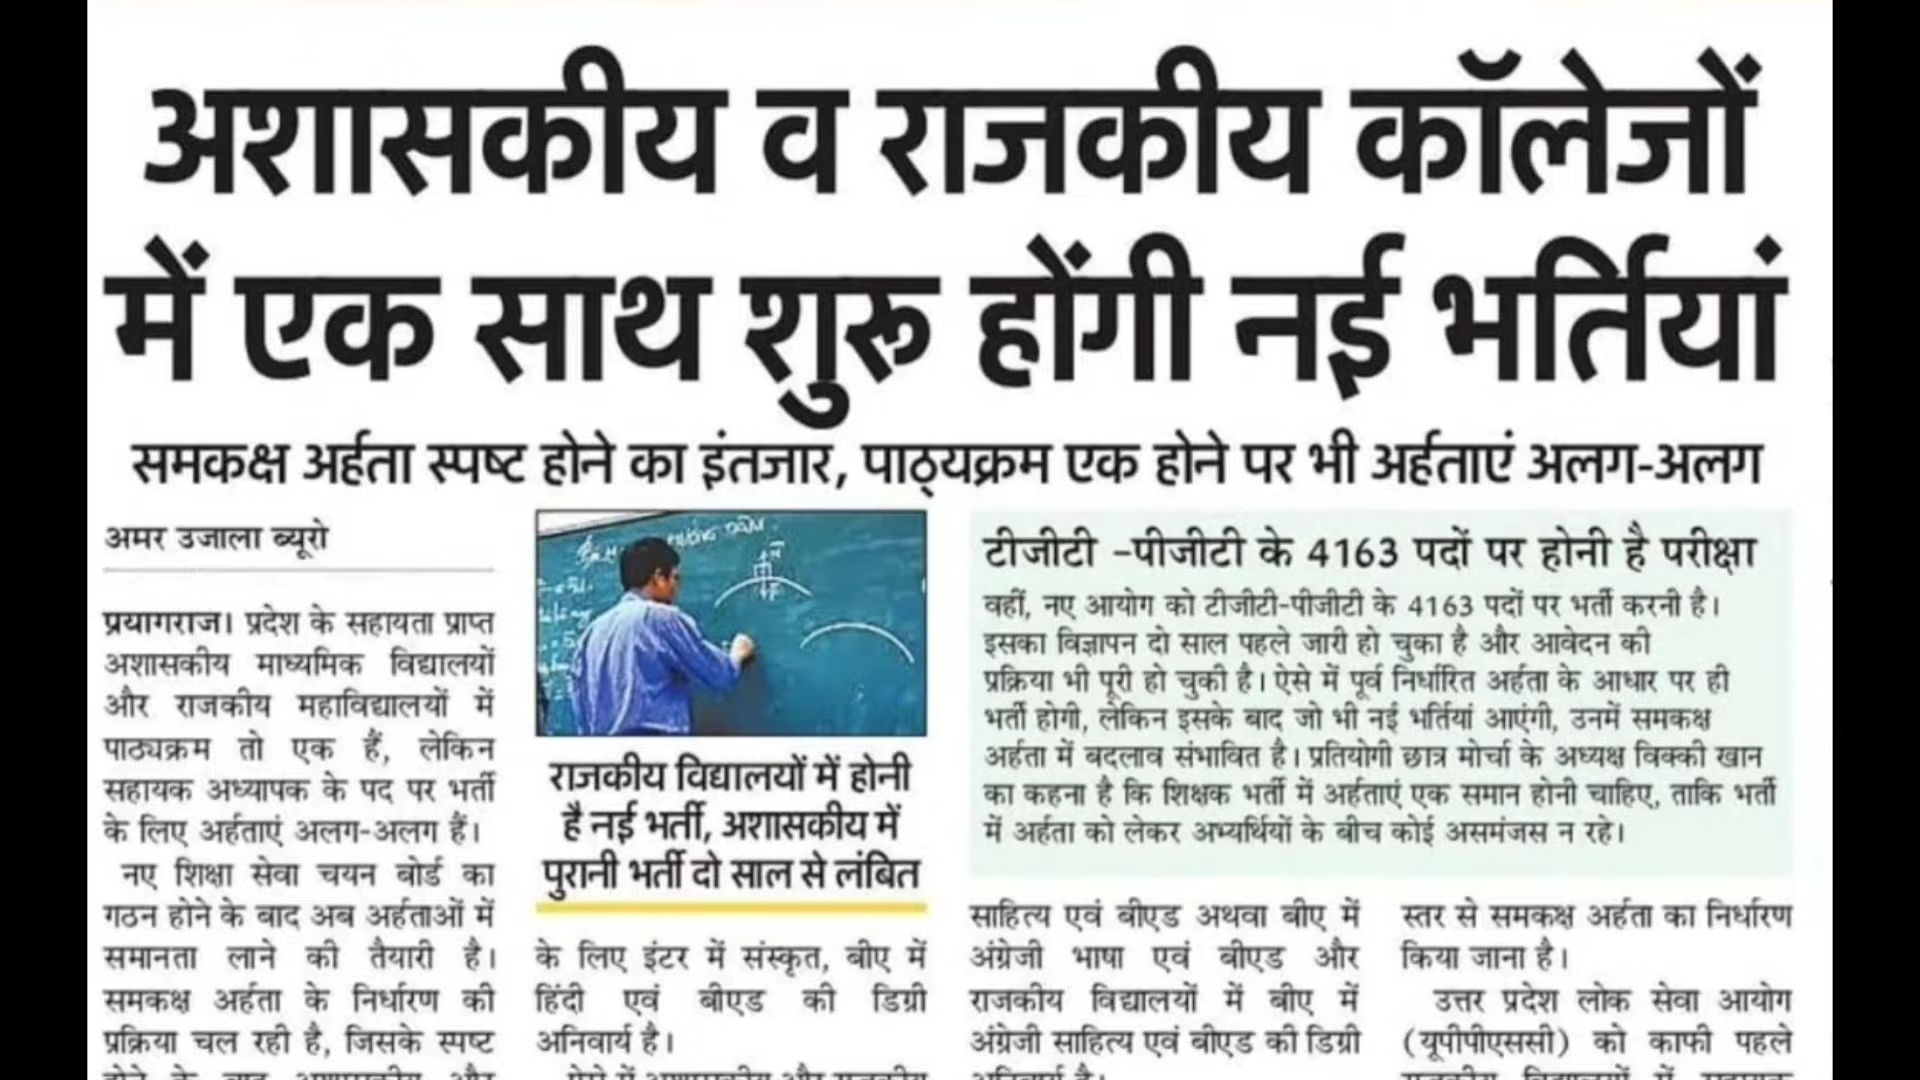 अशासकीय व राजकीय कॉलेजों
में एक साथ शुरू होंगी नई भर्तियां
समकक्ष अर्हता स्पष्ट होने का इंतजार, पाठ्यक्रम एक होने पर भी अर्हताएं अलग-अलग
अमर उजाला ब्यूरो
प्रयागराज। प्रदेश के सहायता प्राप्त
अशासकीय माध्यमिक विद्यालयों
और राजकीय महाविद्यालयों में
पाठ्यक्रम तो एक हैं, लेकिन
सहायक अध्यापक के पद पर भर्ती
के लिए अर्हताएं अलग-अलग हैं।
नए शिक्षा सेवा चयन बोर्ड का
गठन होने के बाद अब अर्हताओं में
समानता लाने की तैयारी है।
समकक्ष अर्हता के निर्धारण की
प्रक्रिया चल रही है, जिसके स्पष्ट
राजकीय विद्यालयों में होनी
है नई भर्ती, अशासकीय में
पुरानी भर्ती दो साल से लंबित
के लिए इंटर में संस्कृत, बीए में
हिंदी एवं बीएड की डिग्री
अनिवार्य है।
टीजीटी -पीजीटी के 4163 पदों पर होनी है परीक्षा
वहीं, नए आयोग को टीजीटी-पीजीटी के 4163 पदों पर भर्ती करनी है।
इसका विज्ञापन दो साल पहले जारी हो चुका है और आवेदन की
प्रक्रिया भी पूरी हो चुकी है। ऐसे में पूर्व निर्धारित अर्हता के आधार पर ही
भर्ती होगी, लेकिन इसके बाद जो भी नई भर्तियां आएंगी, उनमें समकक्ष
अर्हता में बदलाव संभावित है। प्रतियोगी छात्र मोर्चा के अध्यक्ष विक्की खान
का कहना है कि शिक्षक भर्ती में अर्हताएं एक समान होनी चाहिए, ताकि भर्ती
में अर्हता को लेकर अभ्यर्थियों के बीच कोई असमंजस न रहे।
साहित्य एवं बीएड अथवा बीए में
अंग्रेजी भाषा एवं बीएड और
राजकीय विद्यालयों में बीए में
अंग्रेजी साहित्य एवं बीएड की डिग्री
स्तर से समकक्ष अर्हता का निर्धारण
किया जाना है।
उत्तर प्रदेश लोक सेवा आयोग
(यूपीपीएससी) को काफी पहले